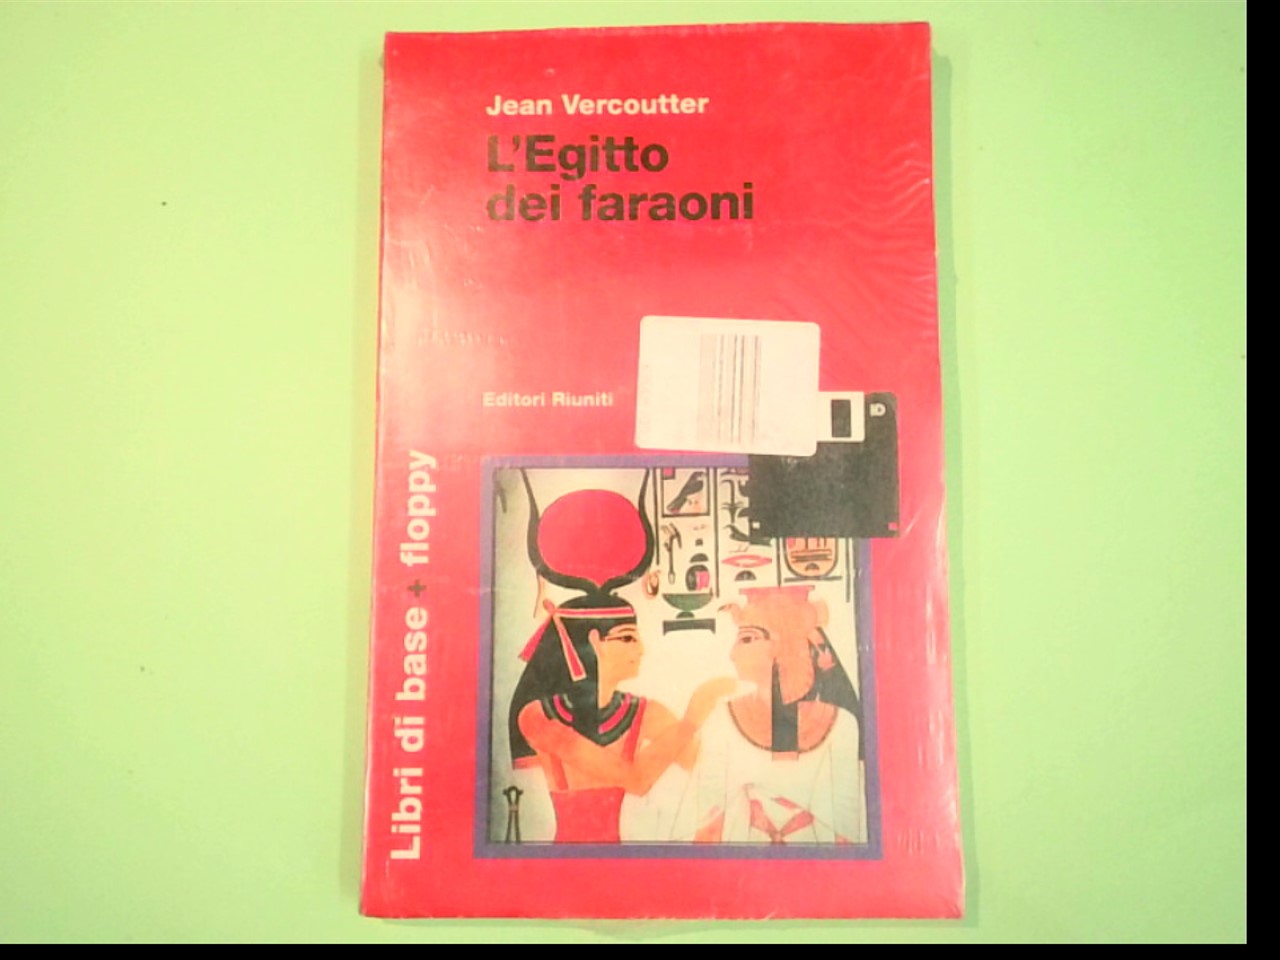 Jean Vercoutter
L'Egitto
dei faraoni
Editori Riuniti
Libri di base + floppy